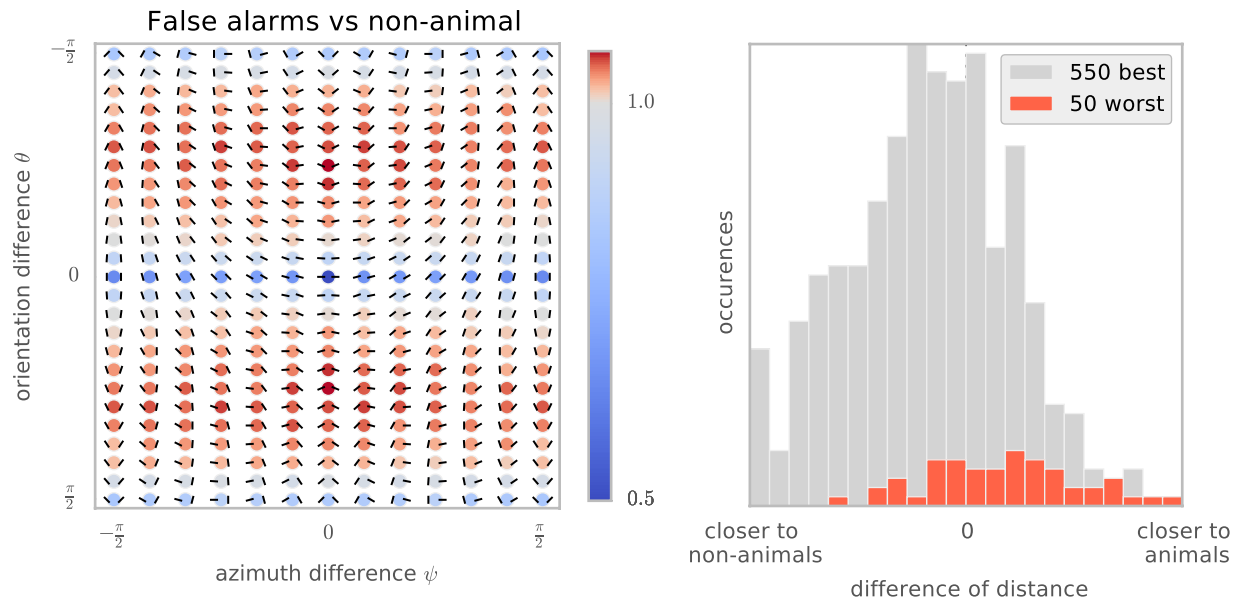 False alarms vs non-animal
−π/2
0
π/2
orientation difference θ
−π/2
0
π/2
azimuth difference ψ
1.0
0.5
550 best
50 worst
occurences
closer to
non-animals
0
closer to
animals
difference of distance